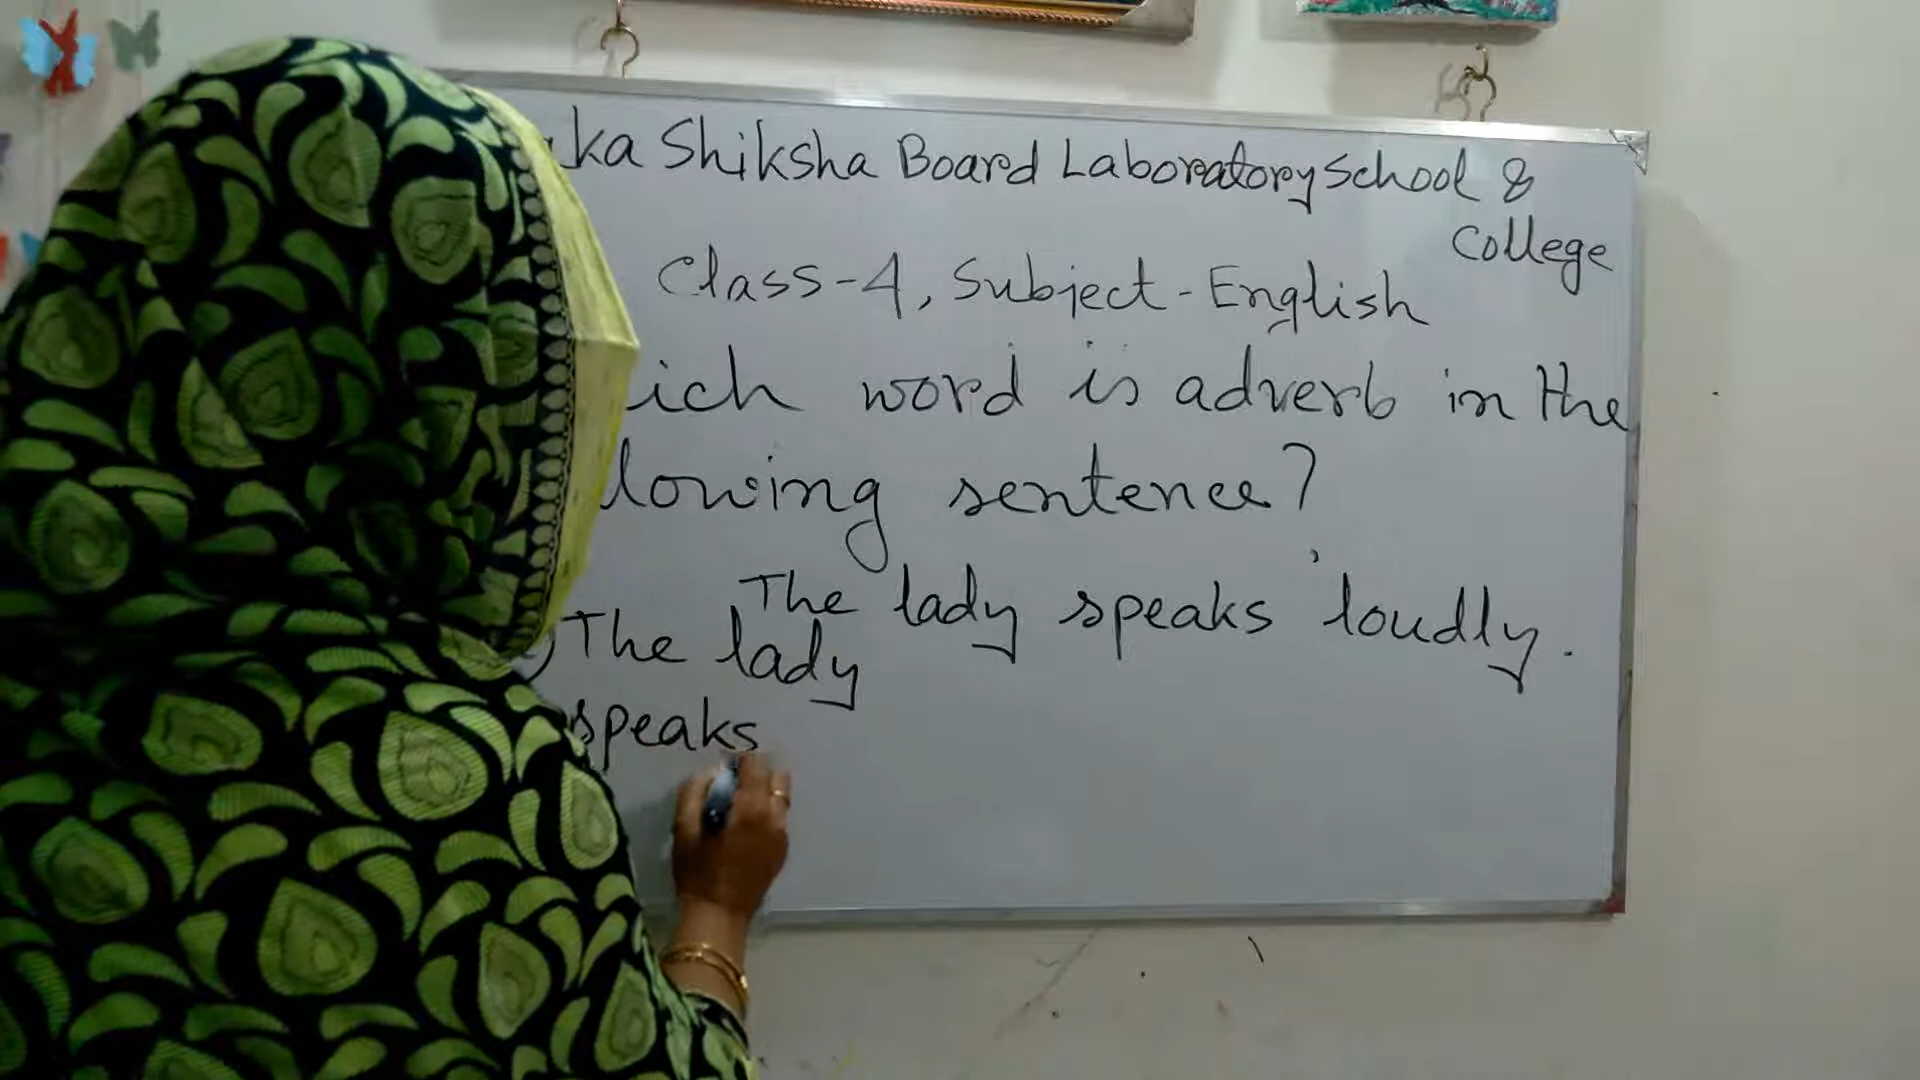 ka Shiksha Board Laboratory School &
College
Class-4, Subject-English
ich word is adverb in the
lowing sentence?
The lady speaks loudly.
) The lady
speaks